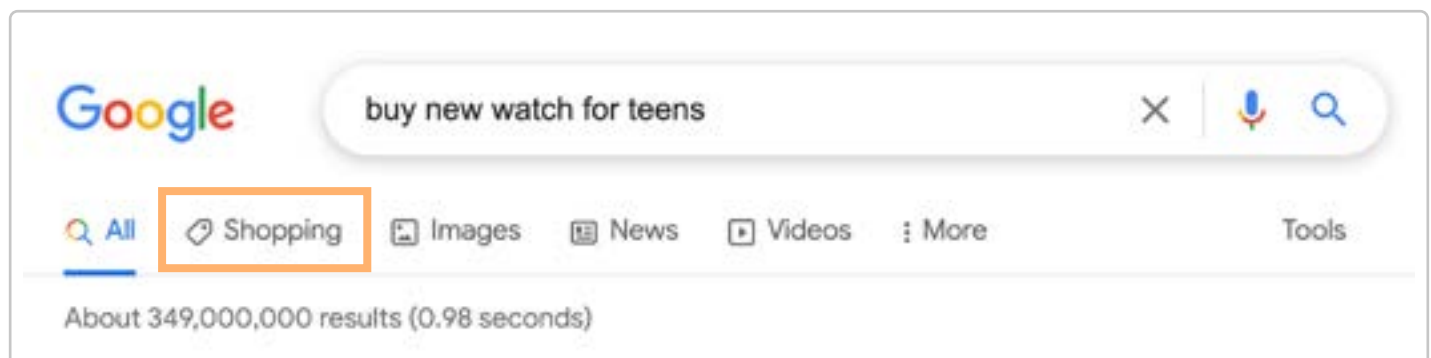 Google buy new watch for teens
All Shopping Images News Videos More Tools
About 349,000,000 results (0.98 seconds)